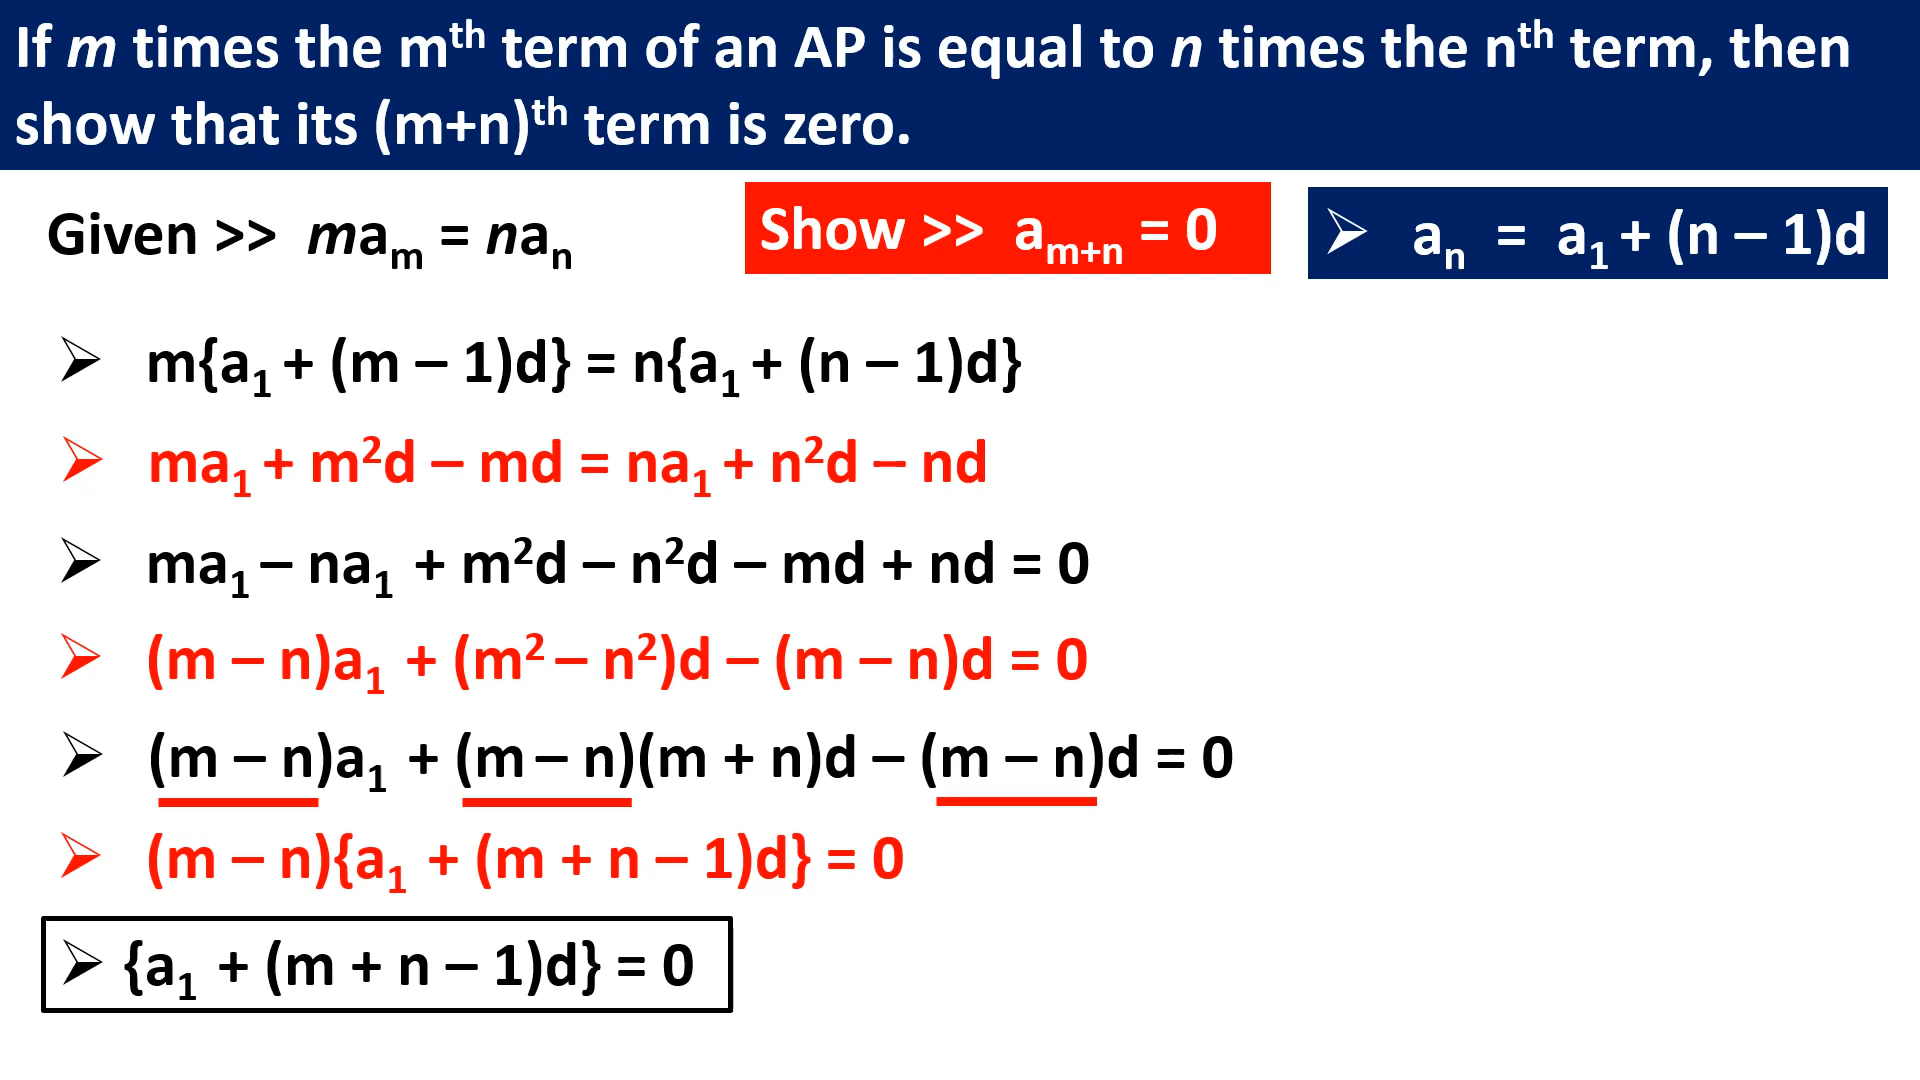 If m times the mᵗʰ term of an AP is equal to n times the nᵗʰ term, then
show that its (m+n)ᵗʰ term is zero.
Given >> maₘ = naₙ
Show >> aₘ₊ₙ = 0
➢ aₙ = a₁ + (n – 1)d
➢ m{a₁ + (m – 1)d} = n{a₁ + (n – 1)d}
➢ ma₁ + m²d – md = na₁ + n²d – nd
➢ ma₁ – na₁ + m²d – n²d – md + nd = 0
➢ (m – n)a₁ + (m² – n²)d – (m – n)d = 0
➢ (m – n)a₁ + (m – n)(m + n)d – (m – n)d = 0
➢ (m – n){a₁ + (m + n – 1)d} = 0
➢ {a₁ + (m + n – 1)d} = 0